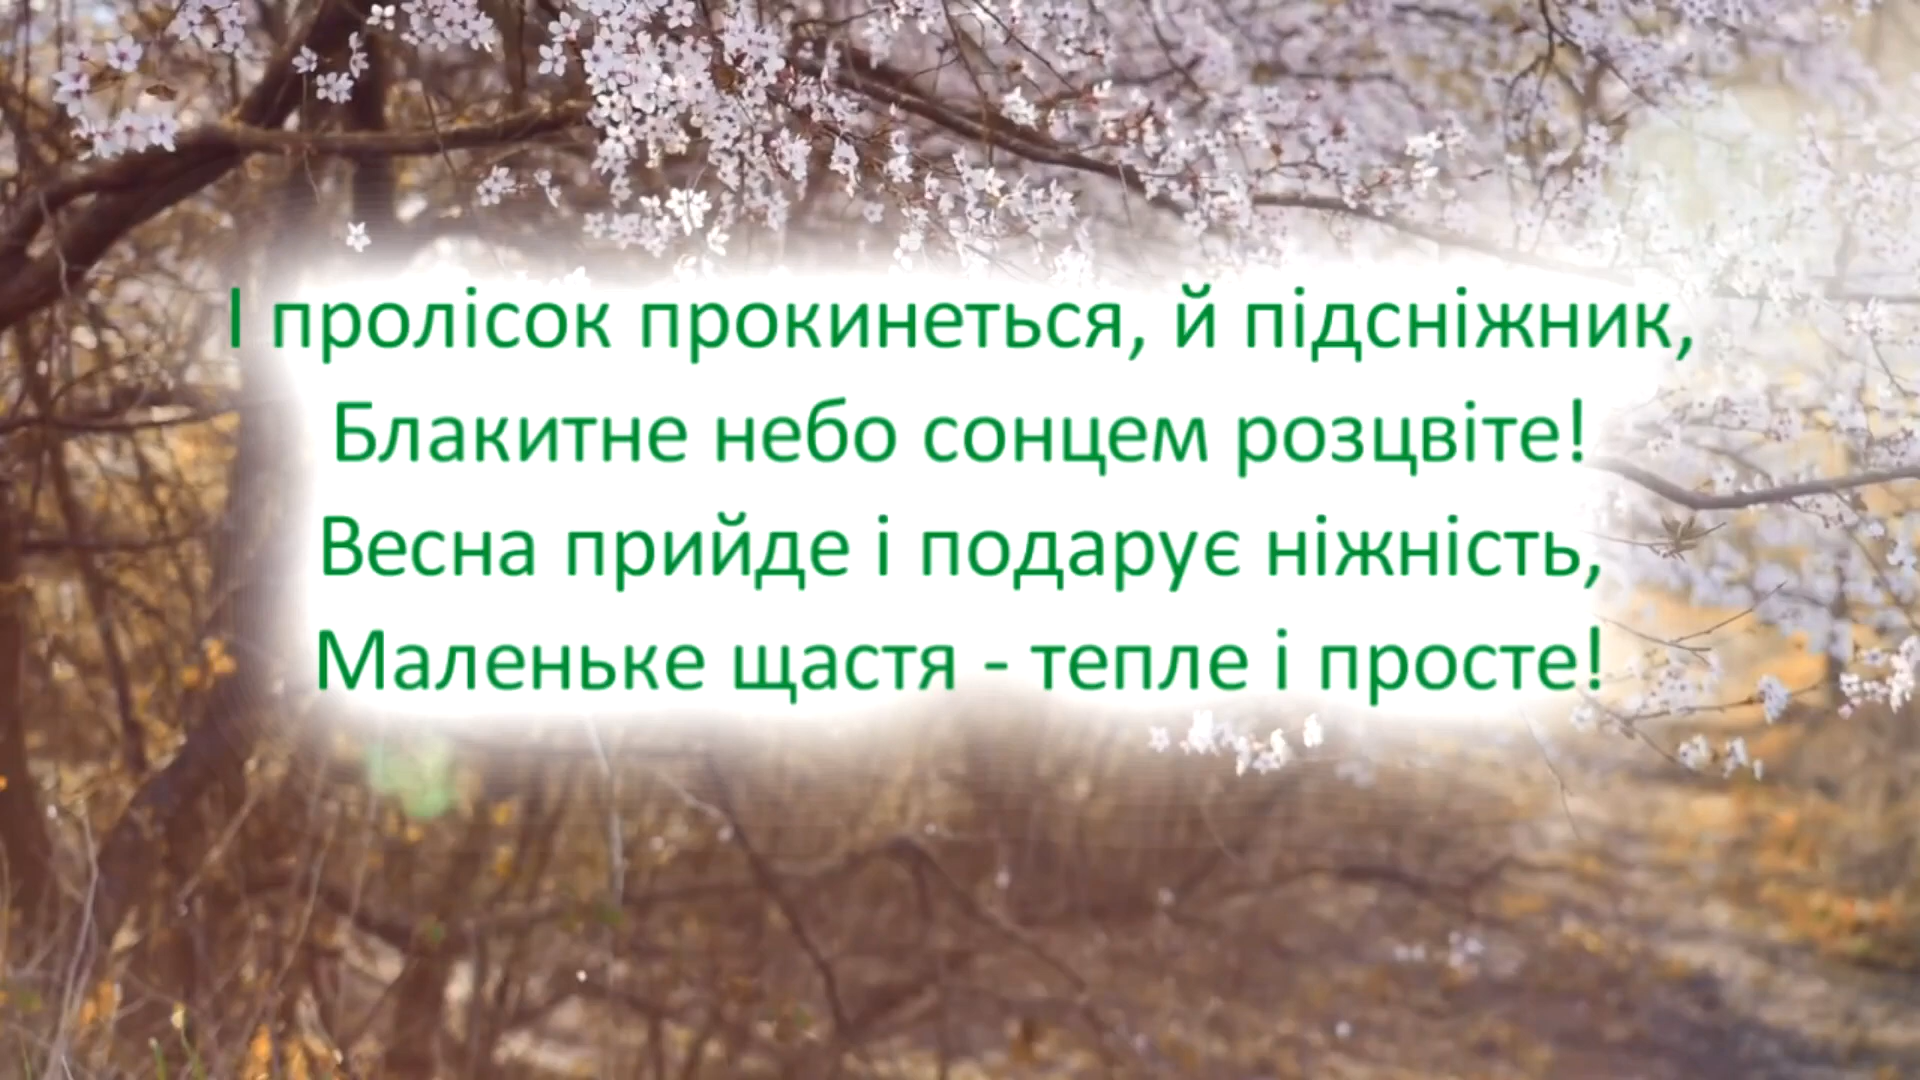 І пролісок прокинеться, й підсніжник,
Блакитне небо сонцем розцвіте!
Весна прийде і подарує ніжність,
Маленьке щастя - тепле і просте!